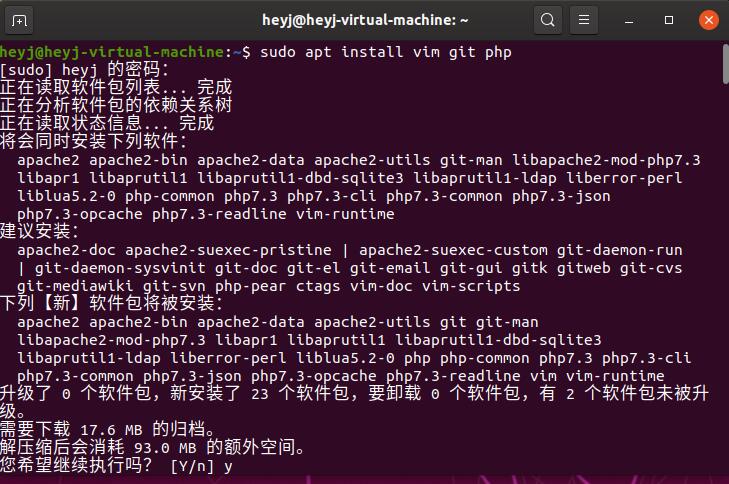 heyj@heyj-virtual-machine: ~
heyj@heyj-virtual-machine:~$ sudo apt install vim git php
[sudo] heyj 的密码：
正在读取软件包列表... 完成
正在分析软件包的依赖关系树
正在读取状态信息... 完成
将会同时安装下列软件：
  apache2 apache2-bin apache2-data apache2-utils git-man libapache2-mod-php7.3
  libapr1 libaprutil1 libaprutil1-dbd-sqlite3 libaprutil1-ldap liberror-perl
  liblua5.2-0 php-common php7.3 php7.3-cli php7.3-common php7.3-json
  php7.3-opcache php7.3-readline vim-runtime
建议安装：
  apache2-doc apache2-suexec-pristine | apache2-suexec-custom git-daemon-run
  | git-daemon-sysvinit git-doc git-el git-email git-gui gitk gitweb git-cvs
  git-mediawiki git-svn php-pear ctags vim-doc vim-scripts
下列【新】软件包将被安装：
  apache2 apache2-bin apache2-data apache2-utils git git-man
  libapache2-mod-php7.3 libapr1 libaprutil1 libaprutil1-dbd-sqlite3
  libaprutil1-ldap liberror-perl liblua5.2-0 php php-common php7.3 php7.3-cli
  php7.3-common php7.3-json php7.3-opcache php7.3-readline vim vim-runtime
升级了 0 个软件包，新安装了 23 个软件包，要卸载 0 个软件包，有 2 个软件包未被升
级。
需要下载 17.6 MB 的归档。
解压缩后会消耗 93.0 MB 的额外空间。
您希望继续执行吗？ [Y/n] y